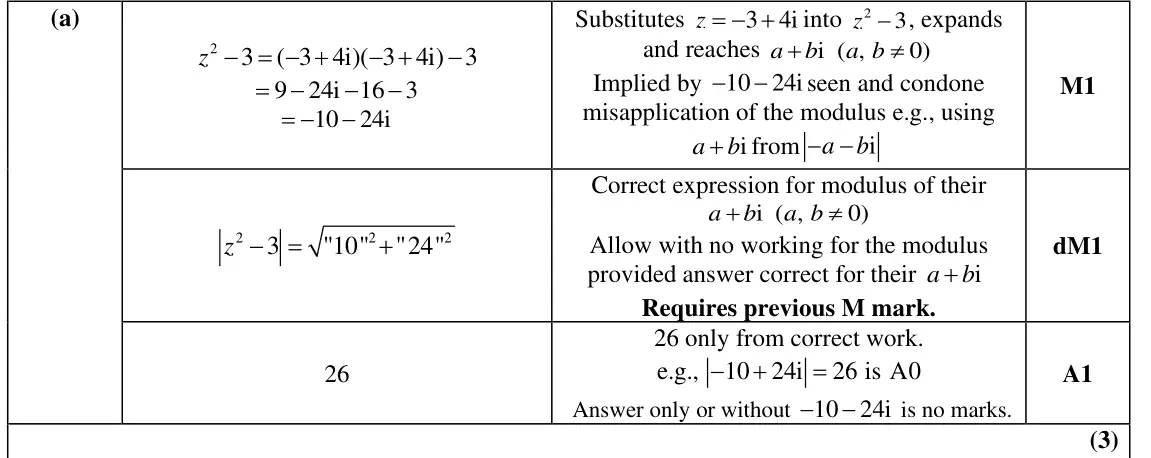 (a)
z² − 3 = (−3 + 4i)(−3 + 4i) − 3
= 9 − 24i − 16 − 3
= −10 − 24i
Substitutes z = −3 + 4i into z² − 3, expands
and reaches a + bi (a, b ≠ 0)
Implied by −10 − 24i seen and condone
misapplication of the modulus e.g., using
a + bi from |−a − bi|
M1
|z² − 3| = √("10"² + "24"²)
Correct expression for modulus of their
a + bi (a, b ≠ 0)
Allow with no working for the modulus
provided answer correct for their a + bi
Requires previous M mark.
dM1
26
26 only from correct work.
e.g., |−10 + 24i| = 26 is A0
Answer only or without −10 − 24i is no marks.
A1
(3)